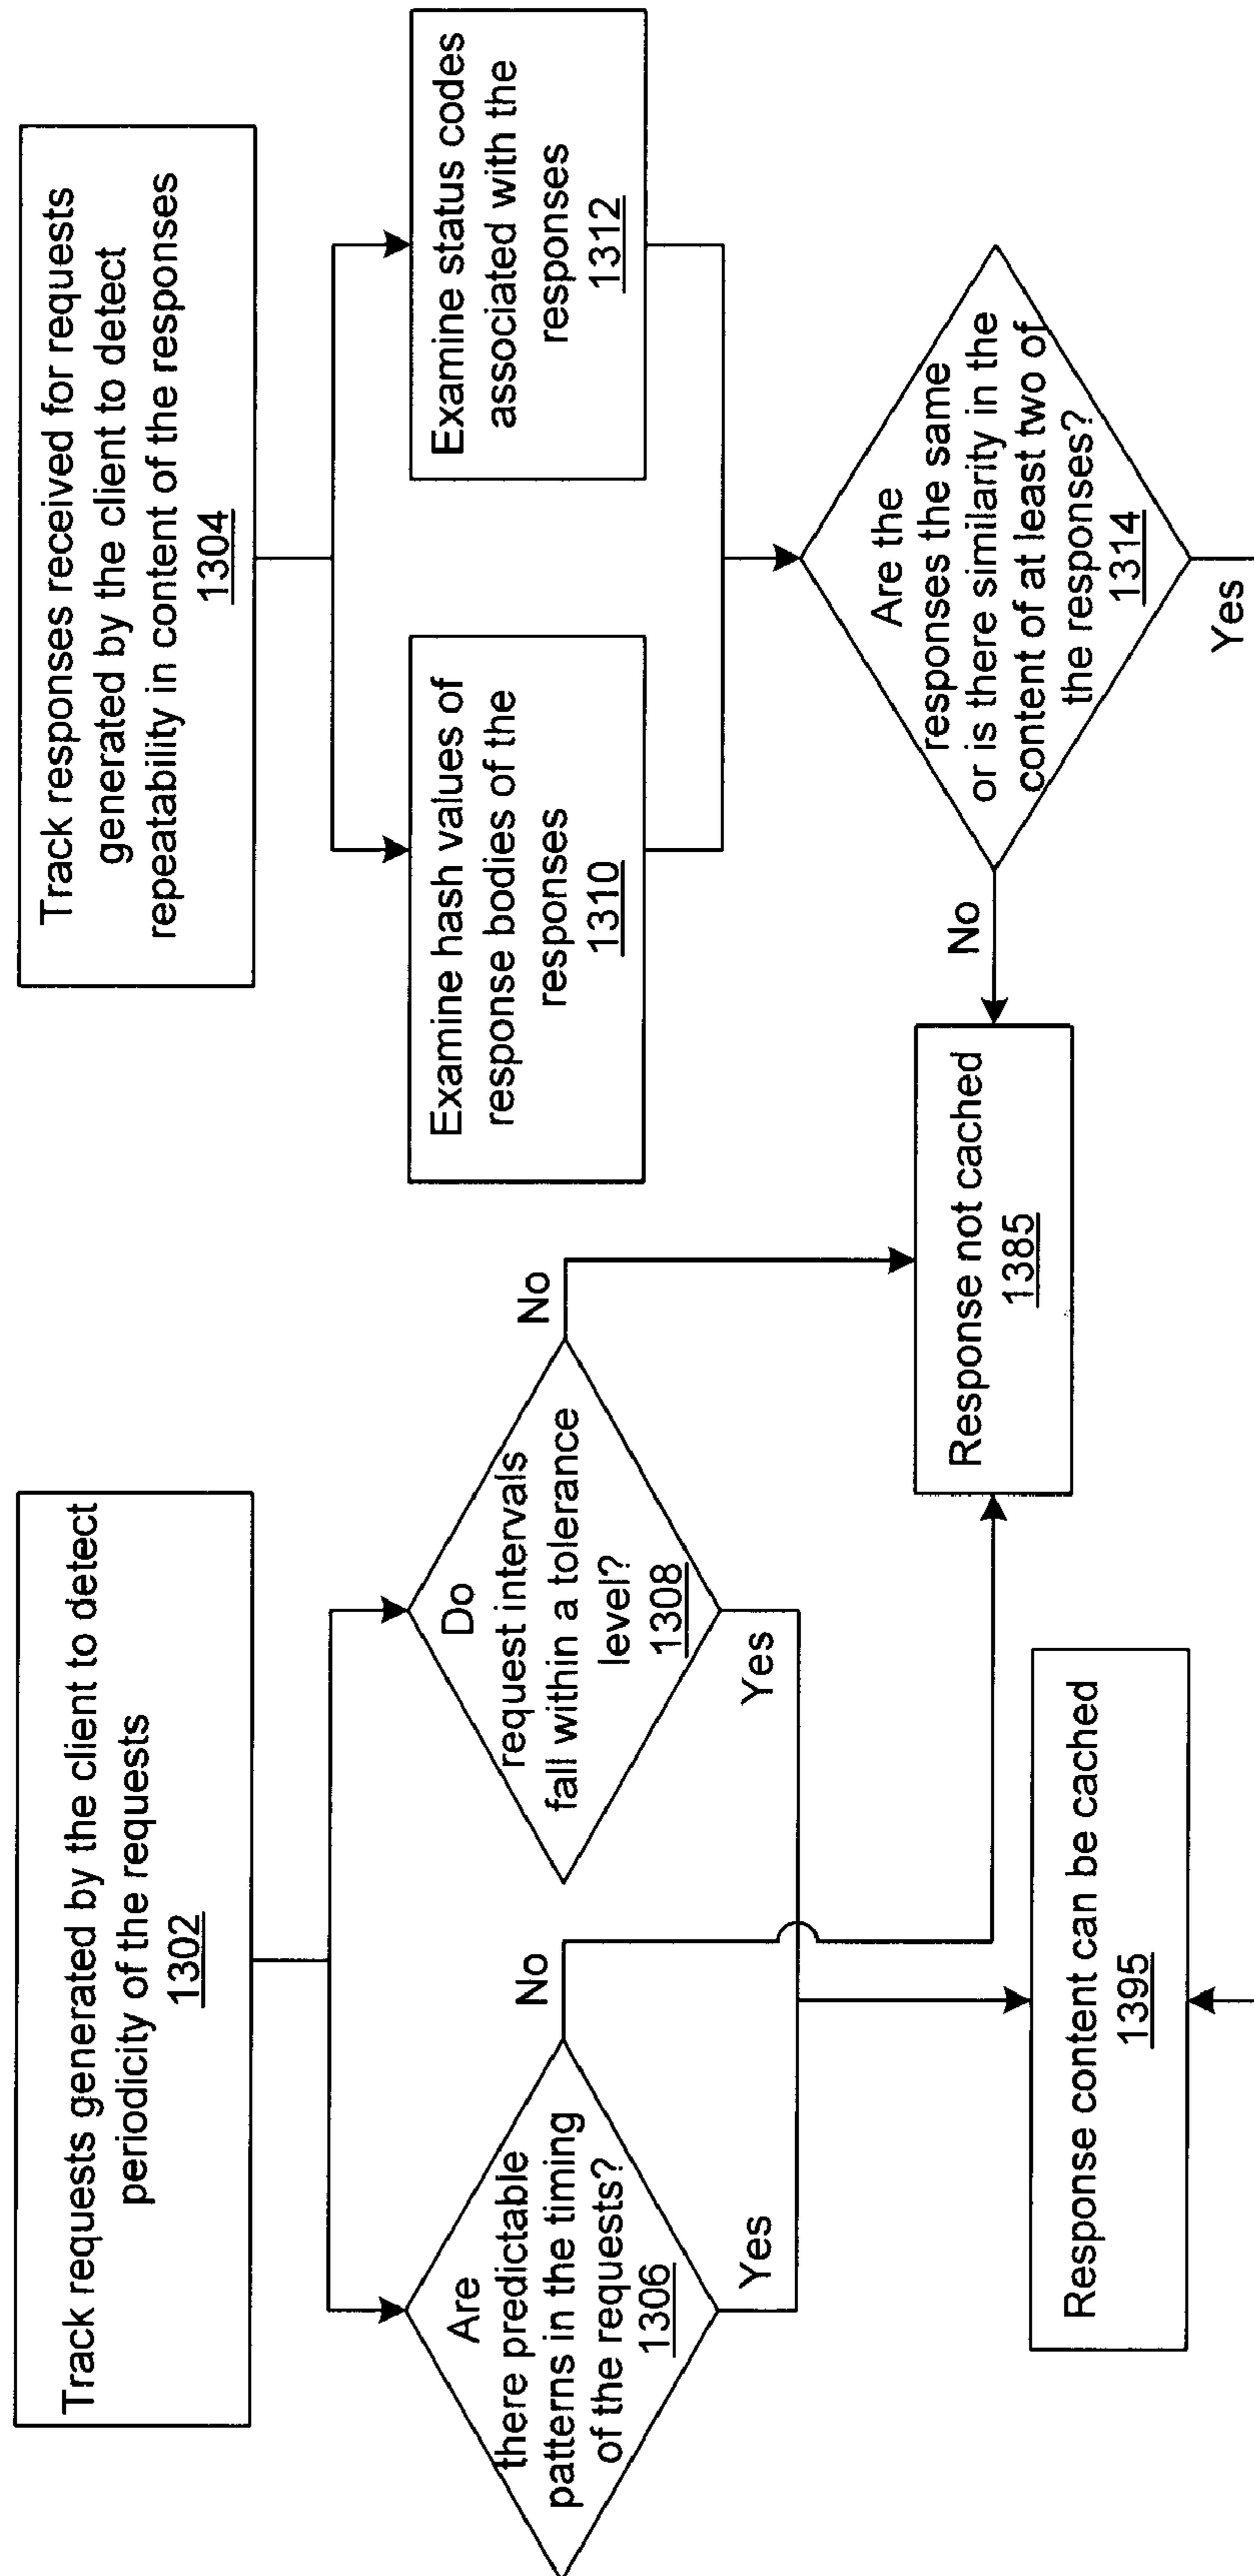 Track requests generated by the client to detect
periodicity of the requests
1302
Are
there predictable
patterns in the timing
of the requests?
1306
No
Yes
Do
request intervals
fall within a tolerance
level?
1308
No
Yes
Response content can be cached
1395
Response not cached
1385
Track responses received for requests
generated by the client to detect
repeatability in content of the responses
1304
Examine hash values of
response bodies of the
responses
1310
Examine status codes
associated with the
responses
1312
Are the
responses the same
or is there similarity in the
content of at least two of
the responses?
1314
No
Yes